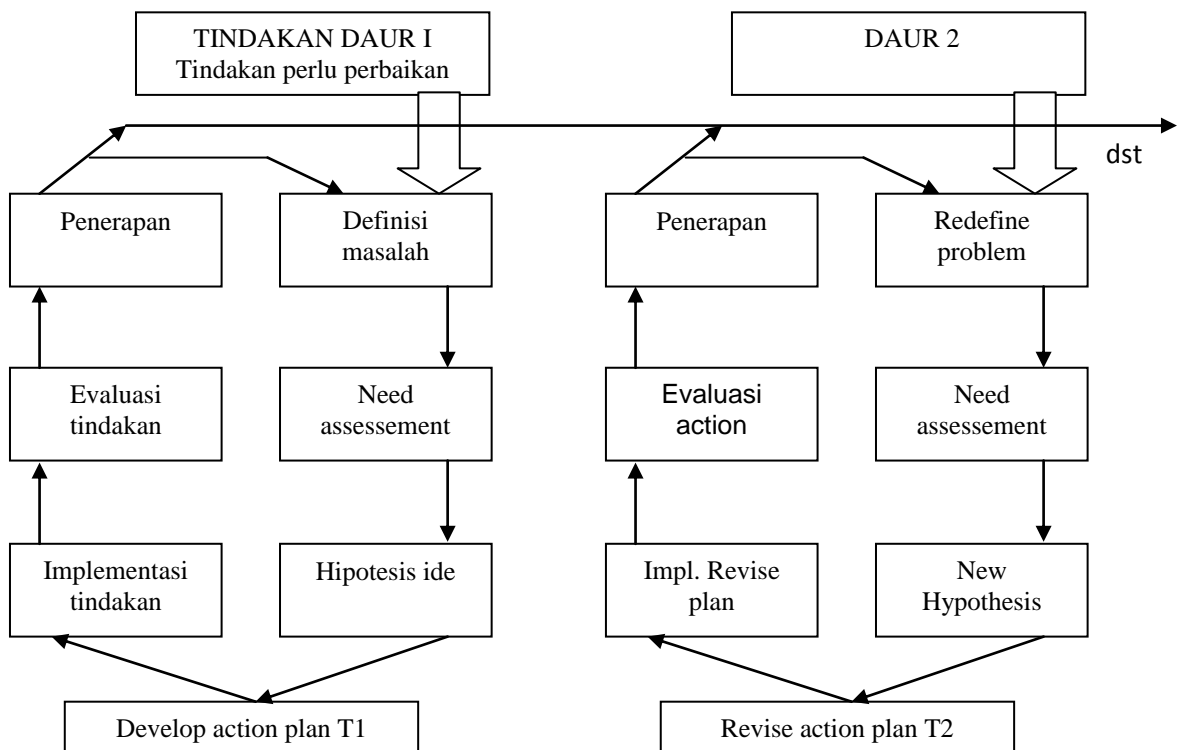 TINDAKAN DAUR I
Tindakan perlu perbaikan
DAUR 2
dst
Penerapan
Definisi
masalah
Penerapan
Redefine
problem
Evaluasi
tindakan
Need
assessement
Evaluasi
action
Need
assessement
Implementasi
tindakan
Hipotesis ide
Impl. Revise
plan
New
Hypothesis
Develop action plan T1
Revise action plan T2